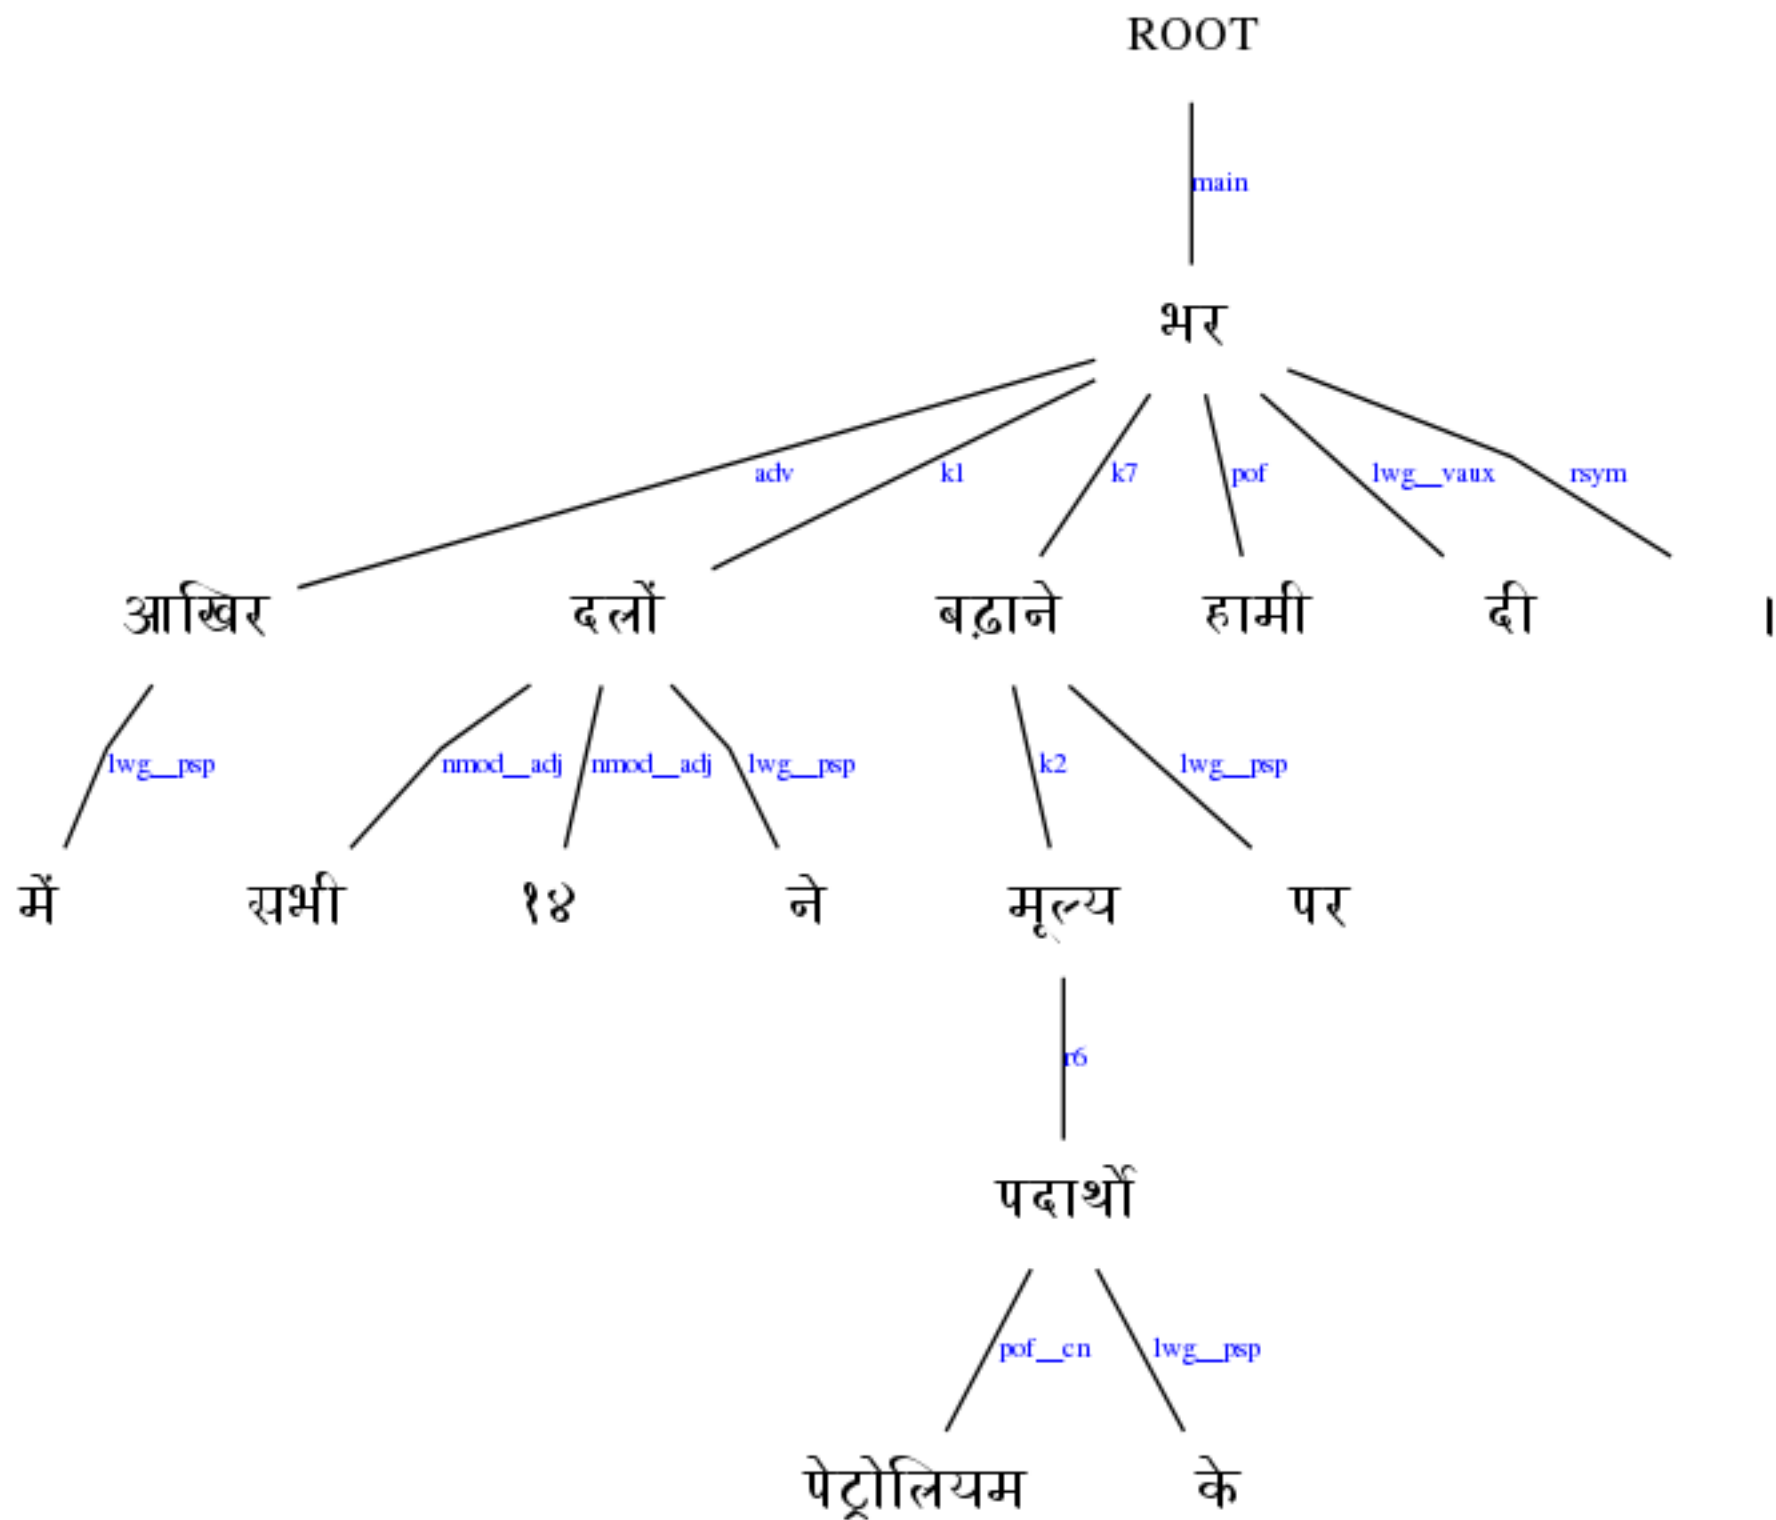 ROOT
main
भर
adv k1 k7 pof lwg__vaux rsym
आखिर दलों बढ़ाने हामी दी ।
lwg__psp nmod__adj nmod__adj lwg__psp k2 lwg__psp
में सभी १४ ने मूल्य पर
r6
पदार्थो
pof__cn lwg__psp
पेट्रोलियम के